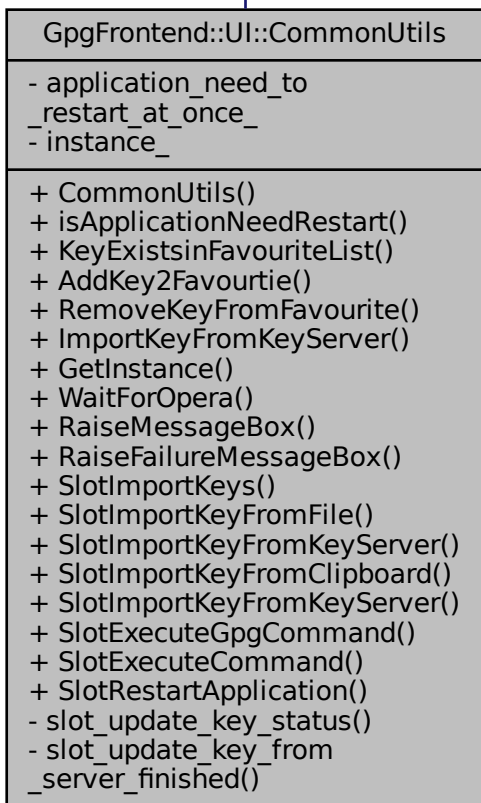 GpgFrontend::UI::CommonUtils
- application_need_to
_restart_at_once_
- instance_
+ CommonUtils()
+ isApplicationNeedRestart()
+ KeyExistsinFavouriteList()
+ AddKey2Favourtie()
+ RemoveKeyFromFavourite()
+ ImportKeyFromKeyServer()
+ GetInstance()
+ WaitForOpera()
+ RaiseMessageBox()
+ RaiseFailureMessageBox()
+ SlotImportKeys()
+ SlotImportKeyFromFile()
+ SlotImportKeyFromKeyServer()
+ SlotImportKeyFromClipboard()
+ SlotImportKeyFromKeyServer()
+ SlotExecuteGpgCommand()
+ SlotExecuteCommand()
+ SlotRestartApplication()
- slot_update_key_status()
- slot_update_key_from
_server_finished()